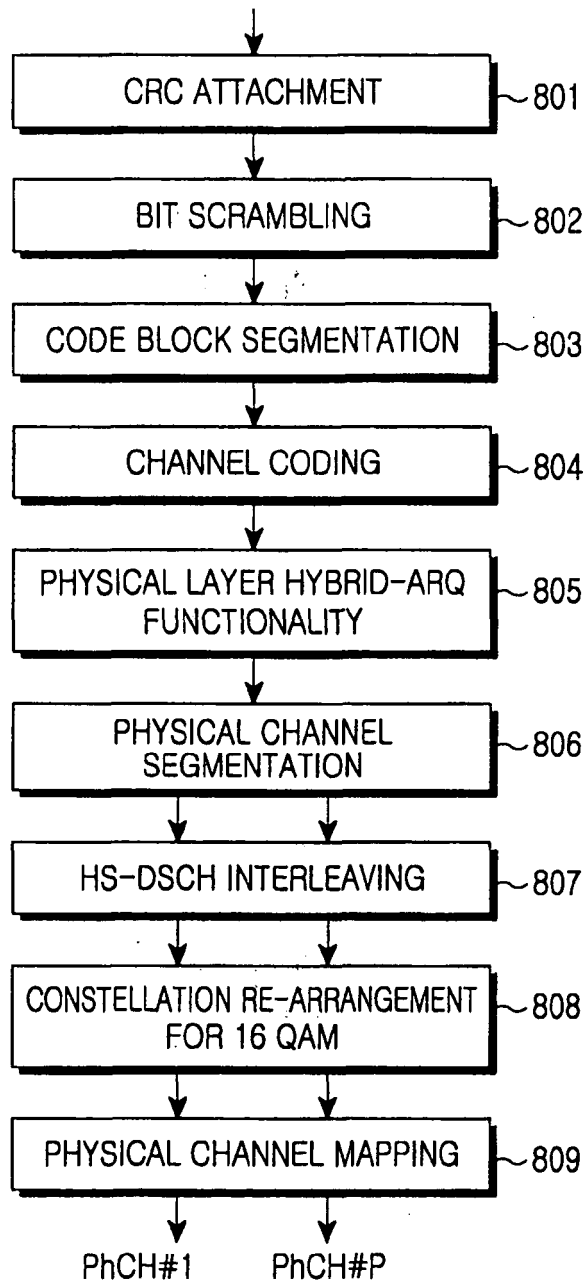 CRC ATTACHMENT
801
BIT SCRAMBLING
802
CODE BLOCK SEGMENTATION
803
CHANNEL CODING
804
PHYSICAL LAYER HYBRID-ARQ
FUNCTIONALITY
805
PHYSICAL CHANNEL
SEGMENTATION
806
HS-DSCH INTERLEAVING
807
CONSTELLATION RE-ARRANGEMENT
FOR 16 QAM
808
PHYSICAL CHANNEL MAPPING
809
PhCH#1 PhCH#P